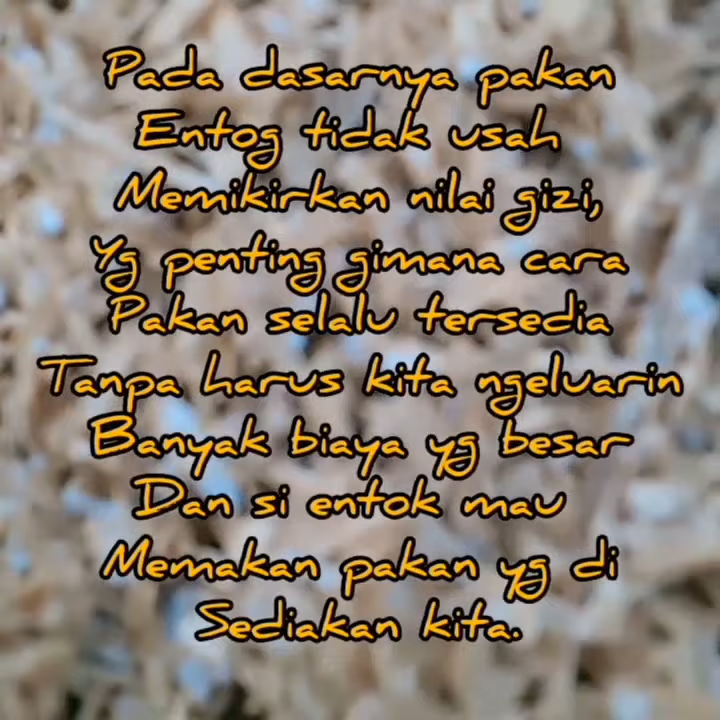 Pada dasarnya pakan
Entog tidak usah
Memikirkan nilai gizi,
Yg penting gimana cara
Pakan selalu tersedia
Tanpa harus kita ngeluarin
Banyak biaya yg besar
Dan si entok mau
Memakan pakan yg di
Sediakan kita.